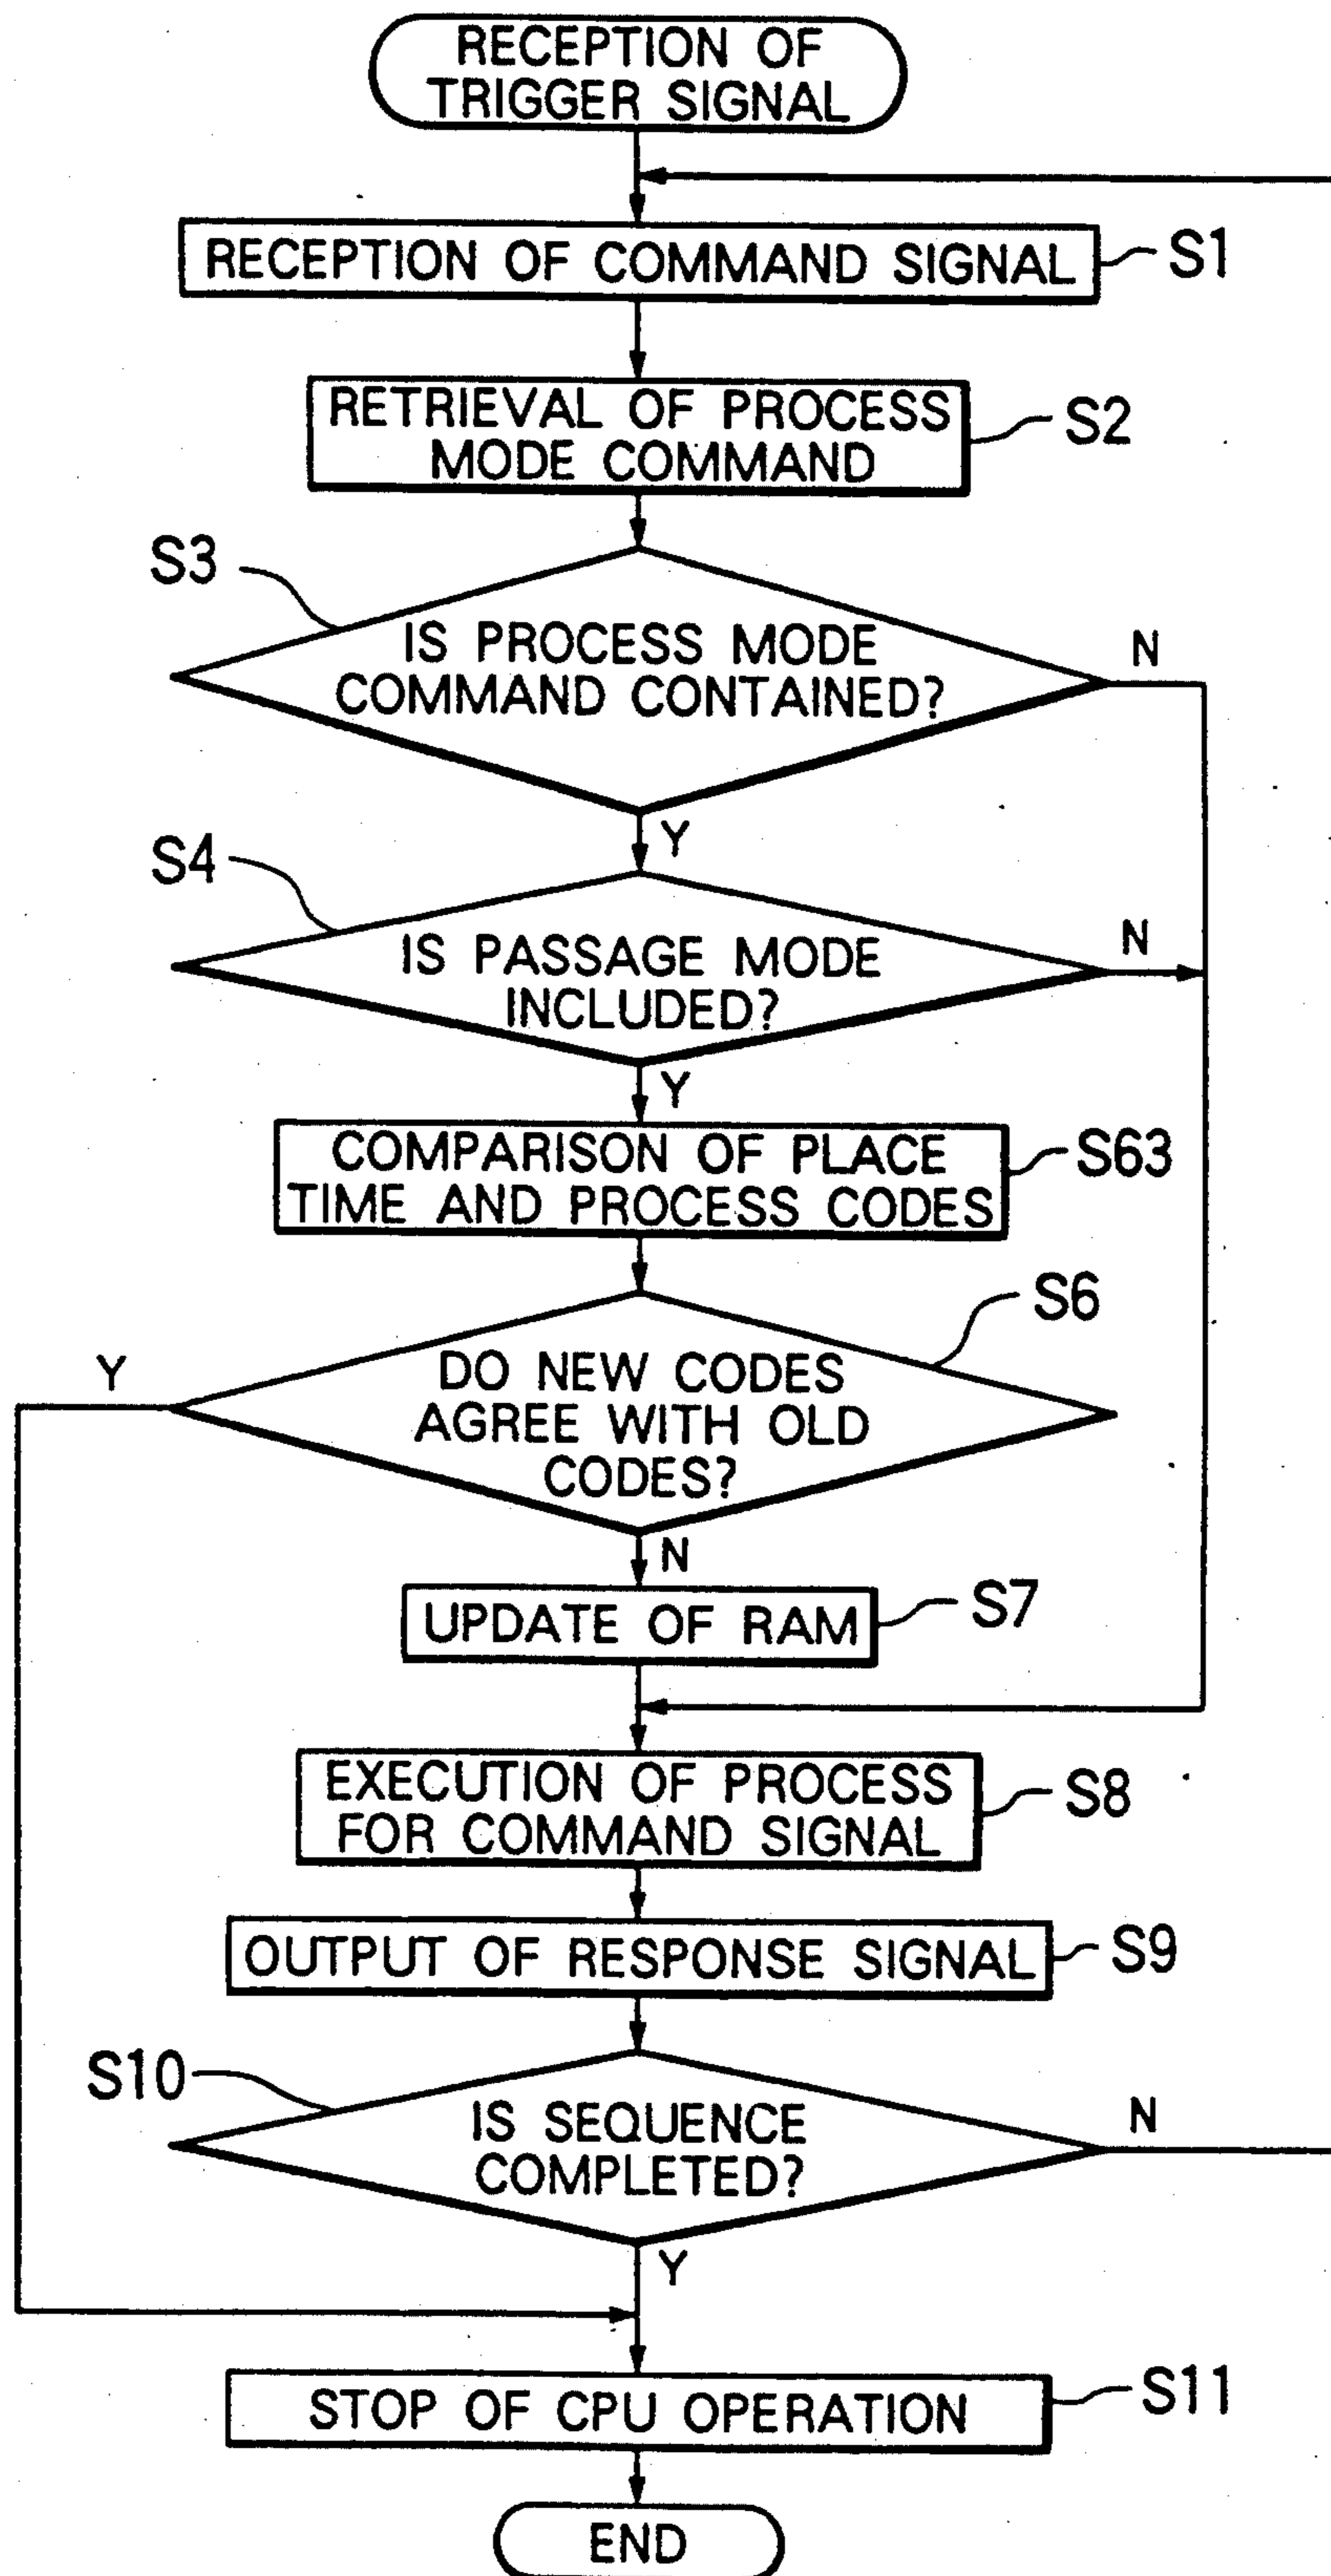 RECEPTION OF
TRIGGER SIGNAL
RECEPTION OF COMMAND SIGNAL
S1
RETRIEVAL OF PROCESS
MODE COMMAND
S2
S3
IS PROCESS MODE
COMMAND CONTAINED?
N
Y
S4
IS PASSAGE MODE
INCLUDED?
N
Y
COMPARISON OF PLACE
TIME AND PROCESS CODES
S63
S6
Y
DO NEW CODES
AGREE WITH OLD
CODES?
N
UPDATE OF RAM
S7
EXECUTION OF PROCESS
FOR COMMAND SIGNAL
S8
OUTPUT OF RESPONSE SIGNAL
S9
S10
IS SEQUENCE
COMPLETED?
N
Y
STOP OF CPU OPERATION
S11
END